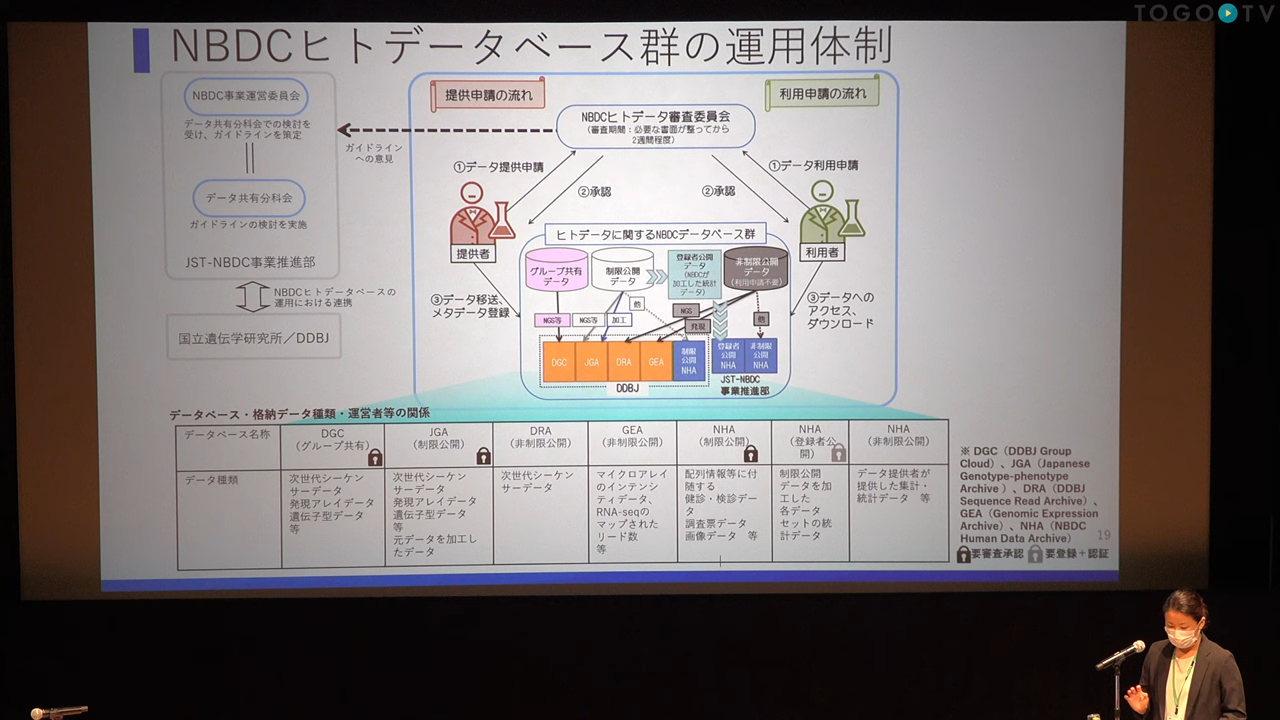 TOGO TV
NBDCヒトデータベース群の運用体制
NBDC事業運営委員会
データ共有分科会での検討を
受け、ガイドラインを策定
データ共有分科会
ガイドラインの検討を実施
JST-NBDC事業推進部
NBDCヒトデータベースの
運用における連携
国立遺伝学研究所／DDBJ
ガイドライン
への意見
提供申請の流れ
利用申請の流れ
NBDCヒトデータ審査委員会
（審査期間：必要な書面が整ってから
2週間程度）
①データ提供申請
①データ利用申請
②承認
②承認
提供者
利用者
ヒトデータに関するNBDCデータベース群
グループ共有
データ
制限公開
データ
登録者公開
データ
（NBDCが
加工した統計
データ）
非制限公開
データ
（利用申請不要）
③データ移送、
メタデータ登録
③データへの
アクセス、
ダウンロード
NGS等
NGS等
加工
他
NGS
発現
他
DGC
JGA
DRA
GEA
制限
公開
NHA
登録者
公開
NHA
非制限
公開
NHA
DDBJ
JST-NBDC
事業推進部
データベース・格納データ種類・運営者等の関係
データベース名称
DGC
（グループ共有）
JGA
（制限公開）
DRA
（非制限公開）
GEA
（非制限公開）
NHA
（制限公開）
NHA
（登録者公
開）
NHA
（非制限公開）
データ種類
次世代シーケン
サーデータ
発現アレイデータ
遺伝子型データ
等
次世代シーケン
サーデータ
発現アレイデータ
遺伝子型データ
等
元データを加工し
たデータ
次世代シーケン
サーデータ
マイクロアレイ
のインテンシ
ティデータ、
RNA-seqの
マップされた
リード数
等
配列情報等に付
随する
健診・検診デー
タ
調査票データ
画像データ　等
制限公開
データを加
工した
各データ
セットの統
計データ
データ提供者が
提供した集計・
統計データ　等
※ DGC（DDBJ Group
Cloud）、JGA（Japanese
Genotype-phenotype
Archive ）、DRA（DDBJ
Sequence Read Archive）、
GEA（Genomic Expression
Archive）、NHA（NBDC
Human Data Archive）
19
要審査承認
要登録＋認証